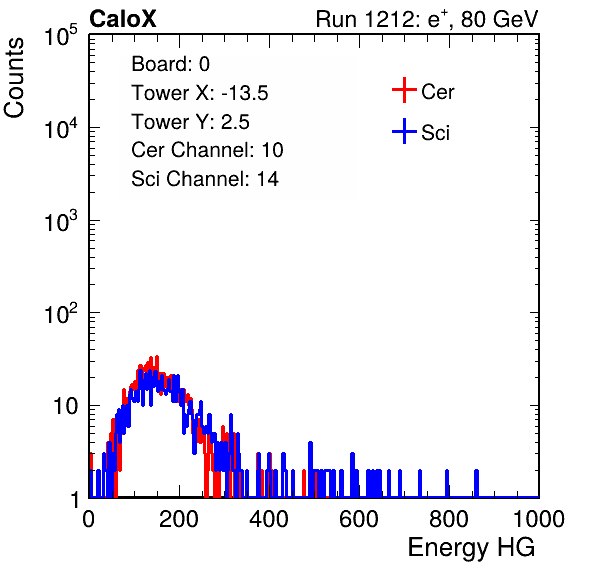 CaloX Run 1212: e⁺, 80 GeV
Counts
Board: 0
Tower X: -13.5
Tower Y: 2.5
Cer Channel: 10
Sci Channel: 14
Cer
Sci
10⁵
10⁴
10³
10²
10
1
0 200 400 600 800 1000
Energy HG